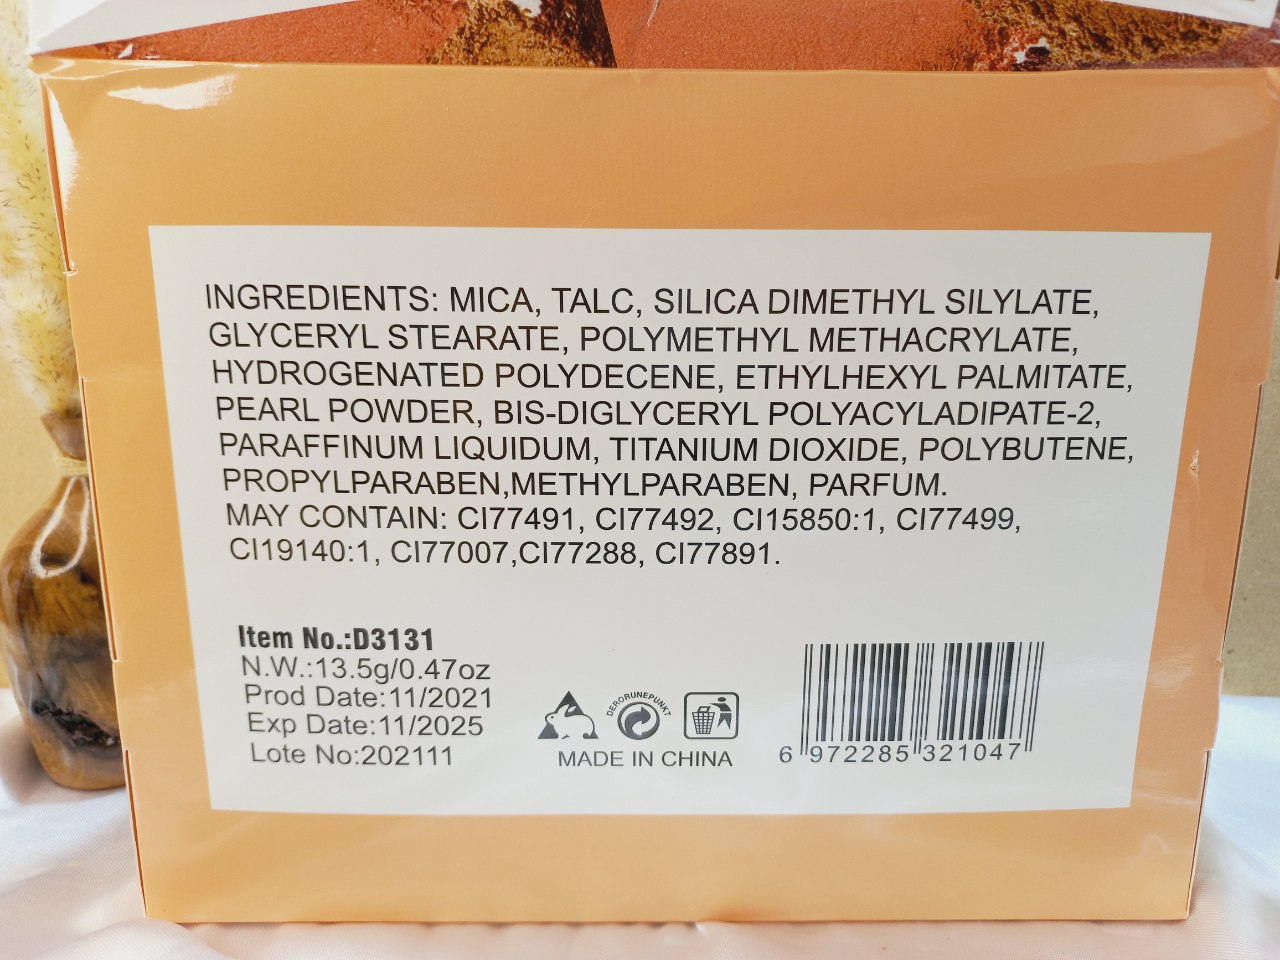 INGREDIENTS: MICA, TALC, SILICA DIMETHYL SILYLATE,
GLYCERYL STEARATE, POLYMETHYL METHACRYLATE,
HYDROGENATED POLYDECENE, ETHYLHEXYL PALMITATE,
PEARL POWDER, BIS-DIGLYCERYL POLYACYLADIPATE-2,
PARAFFINUM LIQUIDUM, TITANIUM DIOXIDE, POLYBUTENE,
PROPYLPARABEN,METHYLPARABEN, PARFUM.
MAY CONTAIN: CI77491, CI77492, CI15850:1, CI77499,
CI19140:1, CI77007,CI77288, CI77891.
Item No.:D3131
N.W.:13.5g/0.47oz
Prod Date:11/2021
Exp Date:11/2025
Lote No:202111
DERORUNEPUNKT
MADE IN CHINA
6 972285 321047